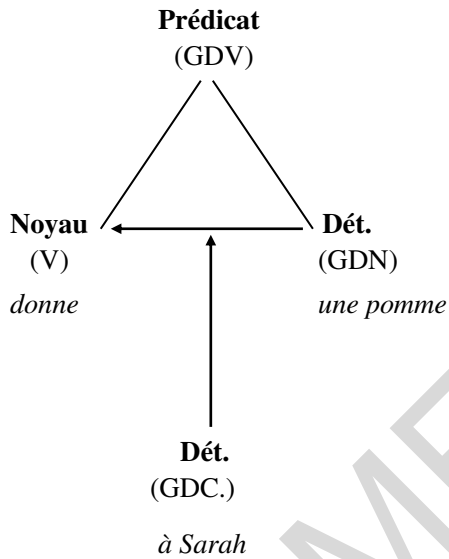 Prédicat
(GDV)
Noyau
(V)
donne
Dét.
(GDN)
une pomme
Dét.
(GDC.)
à Sarah